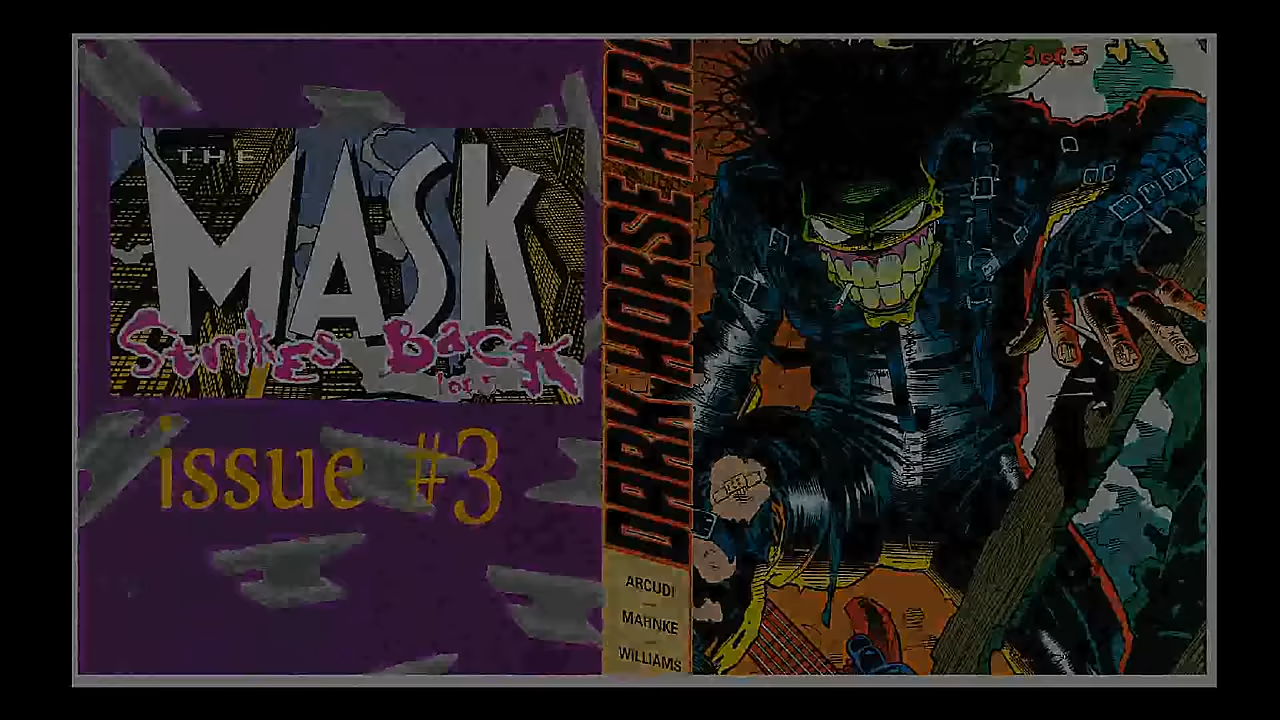 THE
MASK
Strikes Back
issue #3
DARK HORSE HERO
ARCUDI
MAHNKE
WILLIAMS
3 of 5